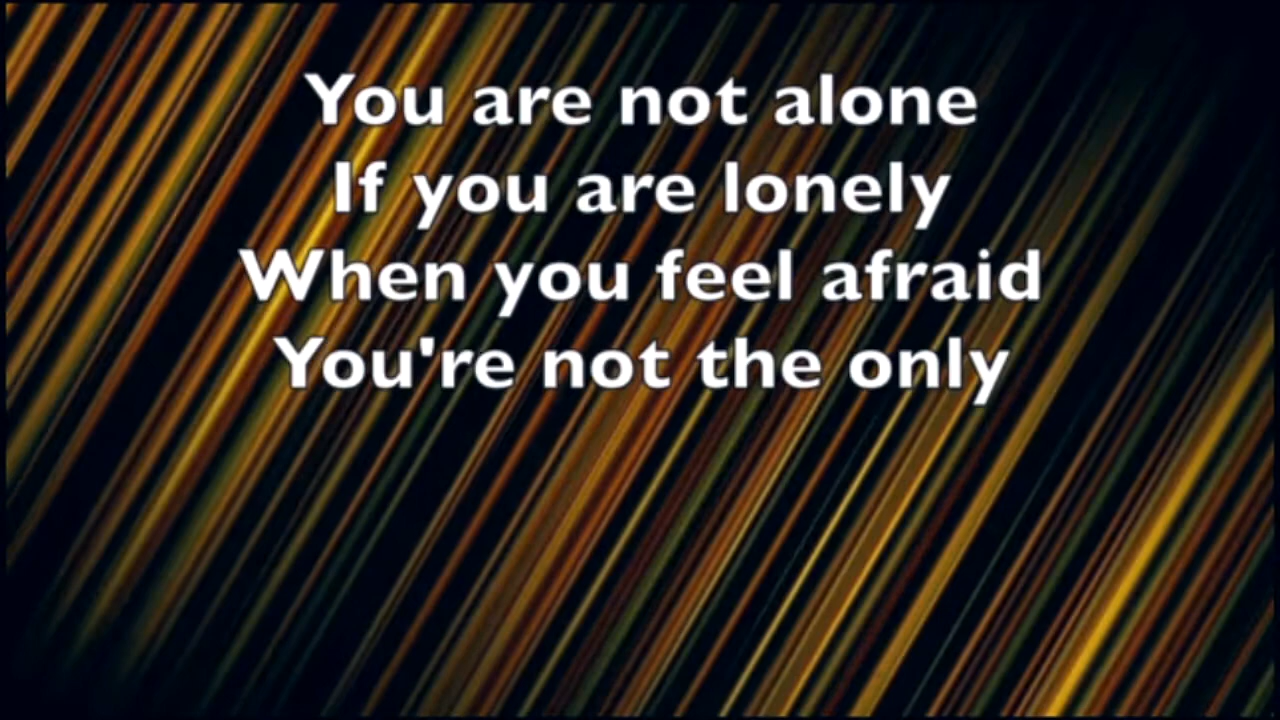 You are not alone
If you are lonely
When you feel afraid
You're not the only